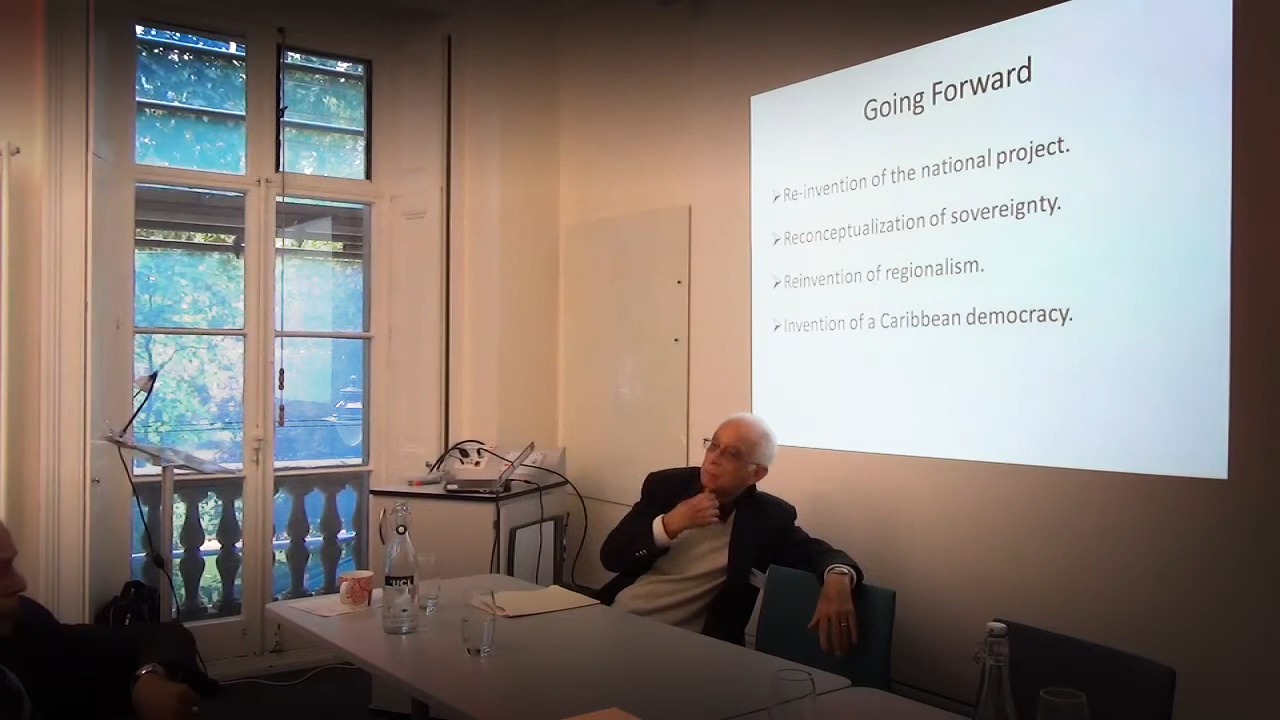 Going Forward
➢Re-invention of the national project.
➢Reconceptualization of sovereignty.
➢Reinvention of regionalism.
➢Invention of a Caribbean democracy.
UCL